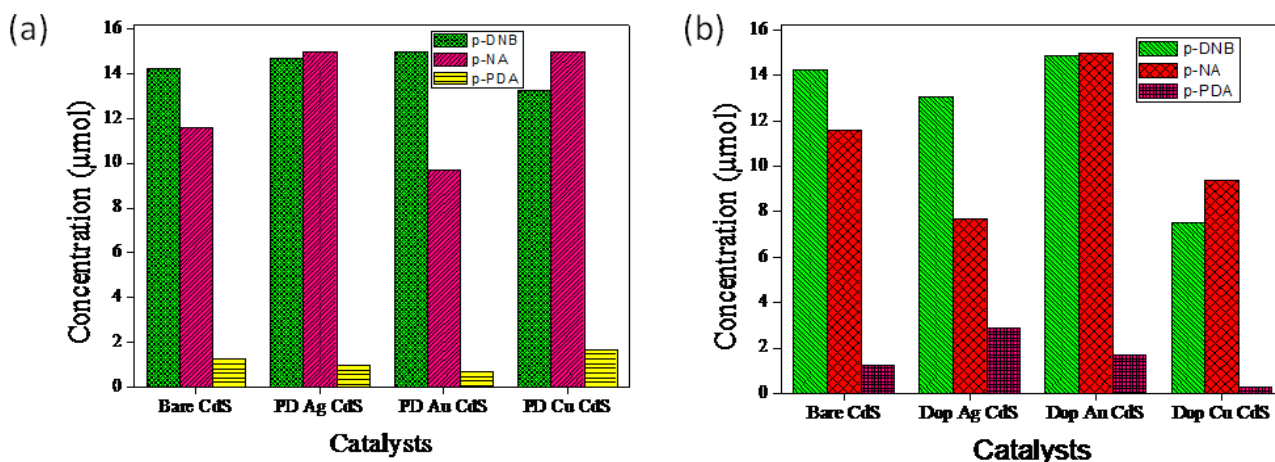 (a)
16
14
12
10
8
6
4
2
0
Concentration (µmol)
p-DNB
p-NA
p-PDA
Bare CdS PD Ag CdS PD Au CdS PD Cu CdS
Catalysts
(b)
16
14
12
10
8
6
4
2
0
Concentration (µmol)
p-DNB
p-NA
p-PDA
Bare CdS Dop Ag CdS Dop Au CdS Dop Cu CdS
Catalysts